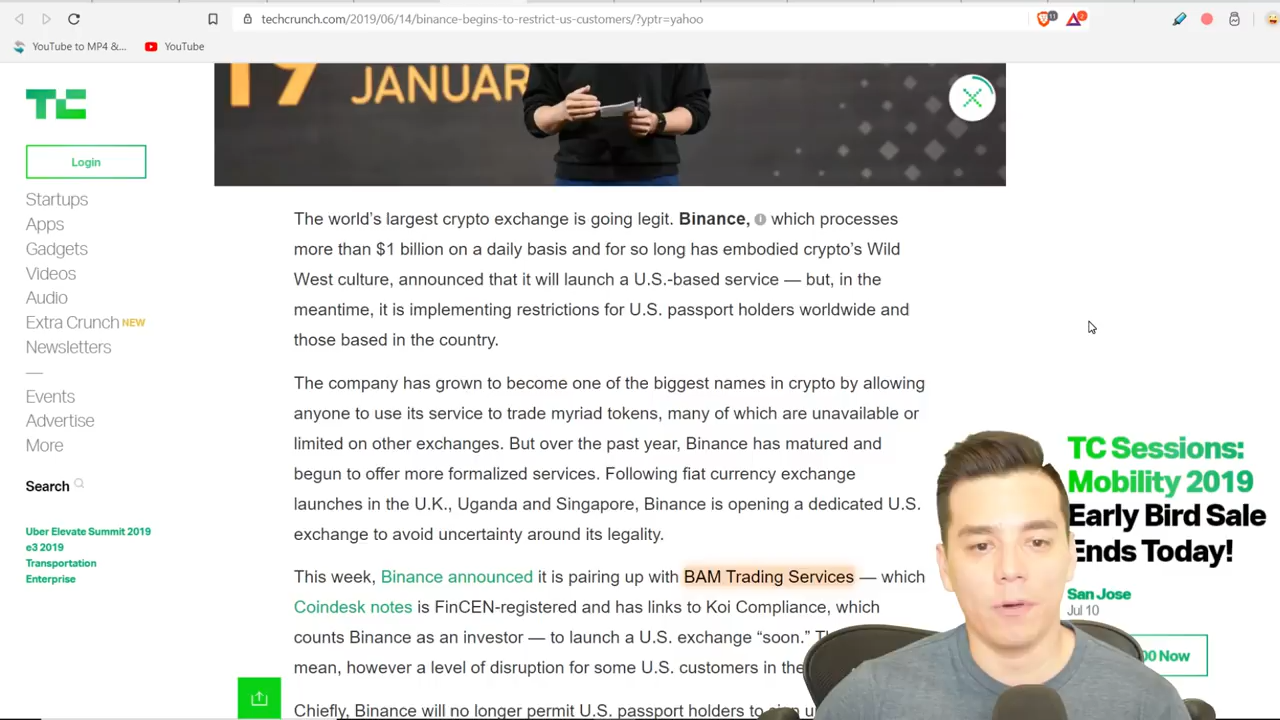 techcrunch.com/2019/06/14/binance-begins-to-restrict-us-customers/?yptr=yahoo
11
2
YouTube to MP4 &...
YouTube
19 JANUAR
TC
Login
Startups
Apps
Gadgets
Videos
Audio
Extra Crunch NEW
Newsletters
—
Events
Advertise
More
Search
Uber Elevate Summit 2019
e3 2019
Transportation
Enterprise
The world's largest crypto exchange is going legit. Binance, which processes
more than $1 billion on a daily basis and for so long has embodied crypto's Wild
West culture, announced that it will launch a U.S.-based service — but, in the
meantime, it is implementing restrictions for U.S. passport holders worldwide and
those based in the country.
The company has grown to become one of the biggest names in crypto by allowing
anyone to use its service to trade myriad tokens, many of which are unavailable or
limited on other exchanges. But over the past year, Binance has matured and
begun to offer more formalized services. Following fiat currency exchange
launches in the U.K., Uganda and Singapore, Binance is opening a dedicated U.S.
exchange to avoid uncertainty around its legality.
This week, Binance announced it is pairing up with BAM Trading Services — which
Coindesk notes is FinCEN-registered and has links to Koi Compliance, which
counts Binance as an investor — to launch a U.S. exchange “soon.”
mean, however a level of disruption for some U.S. customers in the
Chiefly, Binance will no longer permit U.S. passport holders to sign u
TC Sessions:
Mobility 2019
Early Bird Sale
Ends Today!
San Jose
Jul 10
00 Now